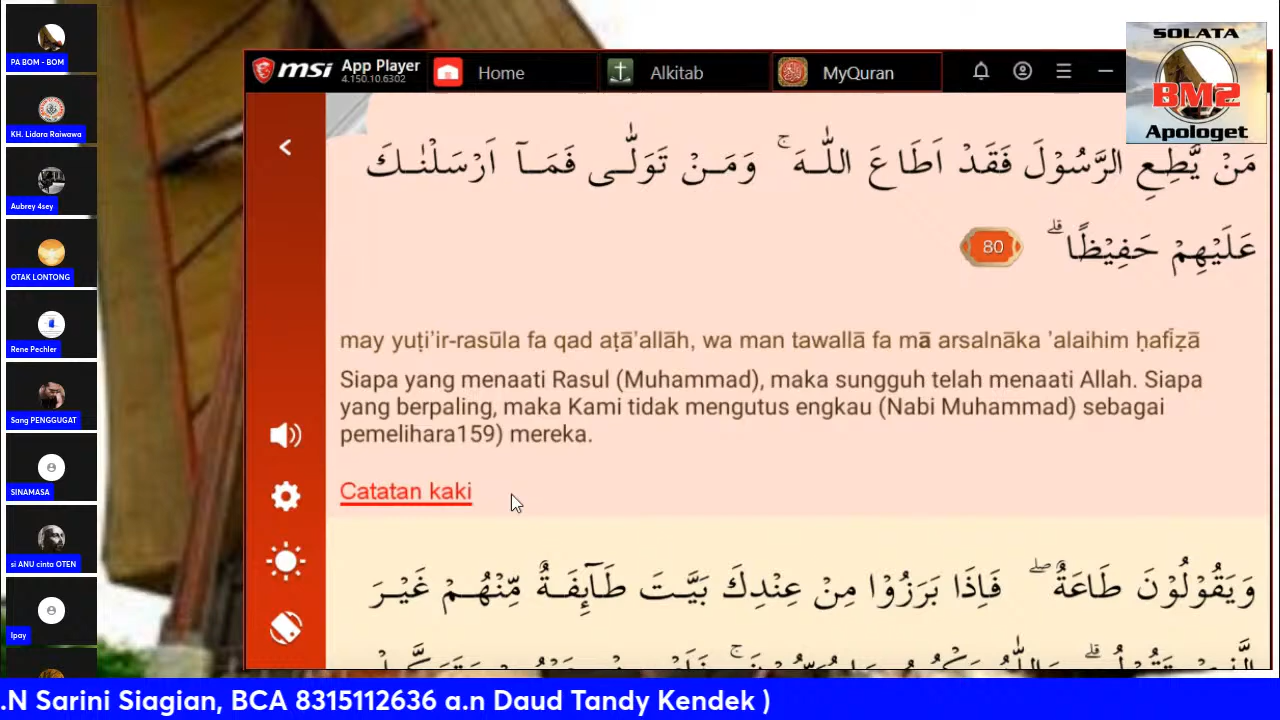 PA BOM - BOM
KH. Lidara Raiwawa
Aubrey 4sey
OTAK LONTONG
Rene Pechler
Sang PENGGUGAT
SINAMASA
si ANU cinta OTEN
Ipay
msi App Player
4.150.10.6302
Home
Alkitab
MyQuran
SOLATA
BM2
Apologet
مَنْ يُّطِعِ الرَّسُوْلَ فَقَدْ اَطَاعَ اللّٰهَ ۚ وَمَنْ تَوَلّٰى فَمَآ اَرْسَلْنٰكَ
عَلَيْهِمْ حَفِيْظًا ۗ
80
may yuṭi'ir-rasūla fa qad aṭā'allāh, wa man tawallā fa mā arsalnāka 'alaihim ḥafīẓā
Siapa yang menaati Rasul (Muhammad), maka sungguh telah menaati Allah. Siapa
yang berpaling, maka Kami tidak mengutus engkau (Nabi Muhammad) sebagai
pemelihara159) mereka.
Catatan kaki
وَيَقُوْلُوْنَ طَاعَةٌ ۖ فَاِذَا بَرَزُوْا مِنْ عِنْدِكَ بَيَّتَ طَاۤىِٕفَةٌ مِّنْهُمْ غَيْرَ
.N Sarini Siagian, BCA 8315112636 a.n Daud Tandy Kendek )